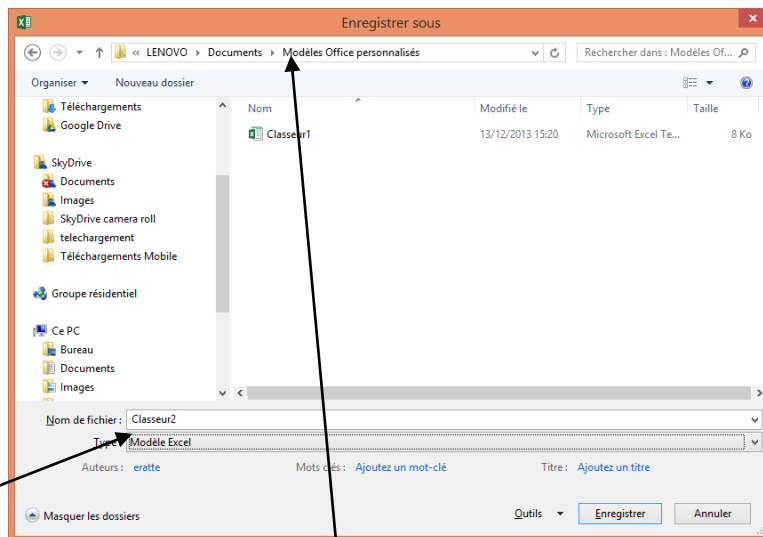 Enregistrer sous
« LENOVO Documents Modèles Office personnalisés
Rechercher dans : Modèles Of...
Organiser Nouveau dossier
Téléchargements
Google Drive
SkyDrive
Documents
Images
SkyDrive camera roll
telechargement
Téléchargements Mobile
Groupe résidentiel
Ce PC
Bureau
Documents
Images
Nom Modifié le Type Taille
Classeur1 13/12/2013 15:20 Microsoft Excel Te... 8 Ko
Nom de fichier : Classeur2
Type : Modèle Excel
Auteurs : eratte Mots clés : Ajoutez un mot-clé Titre : Ajoutez un titre
Masquer les dossiers Outils Enregistrer Annuler